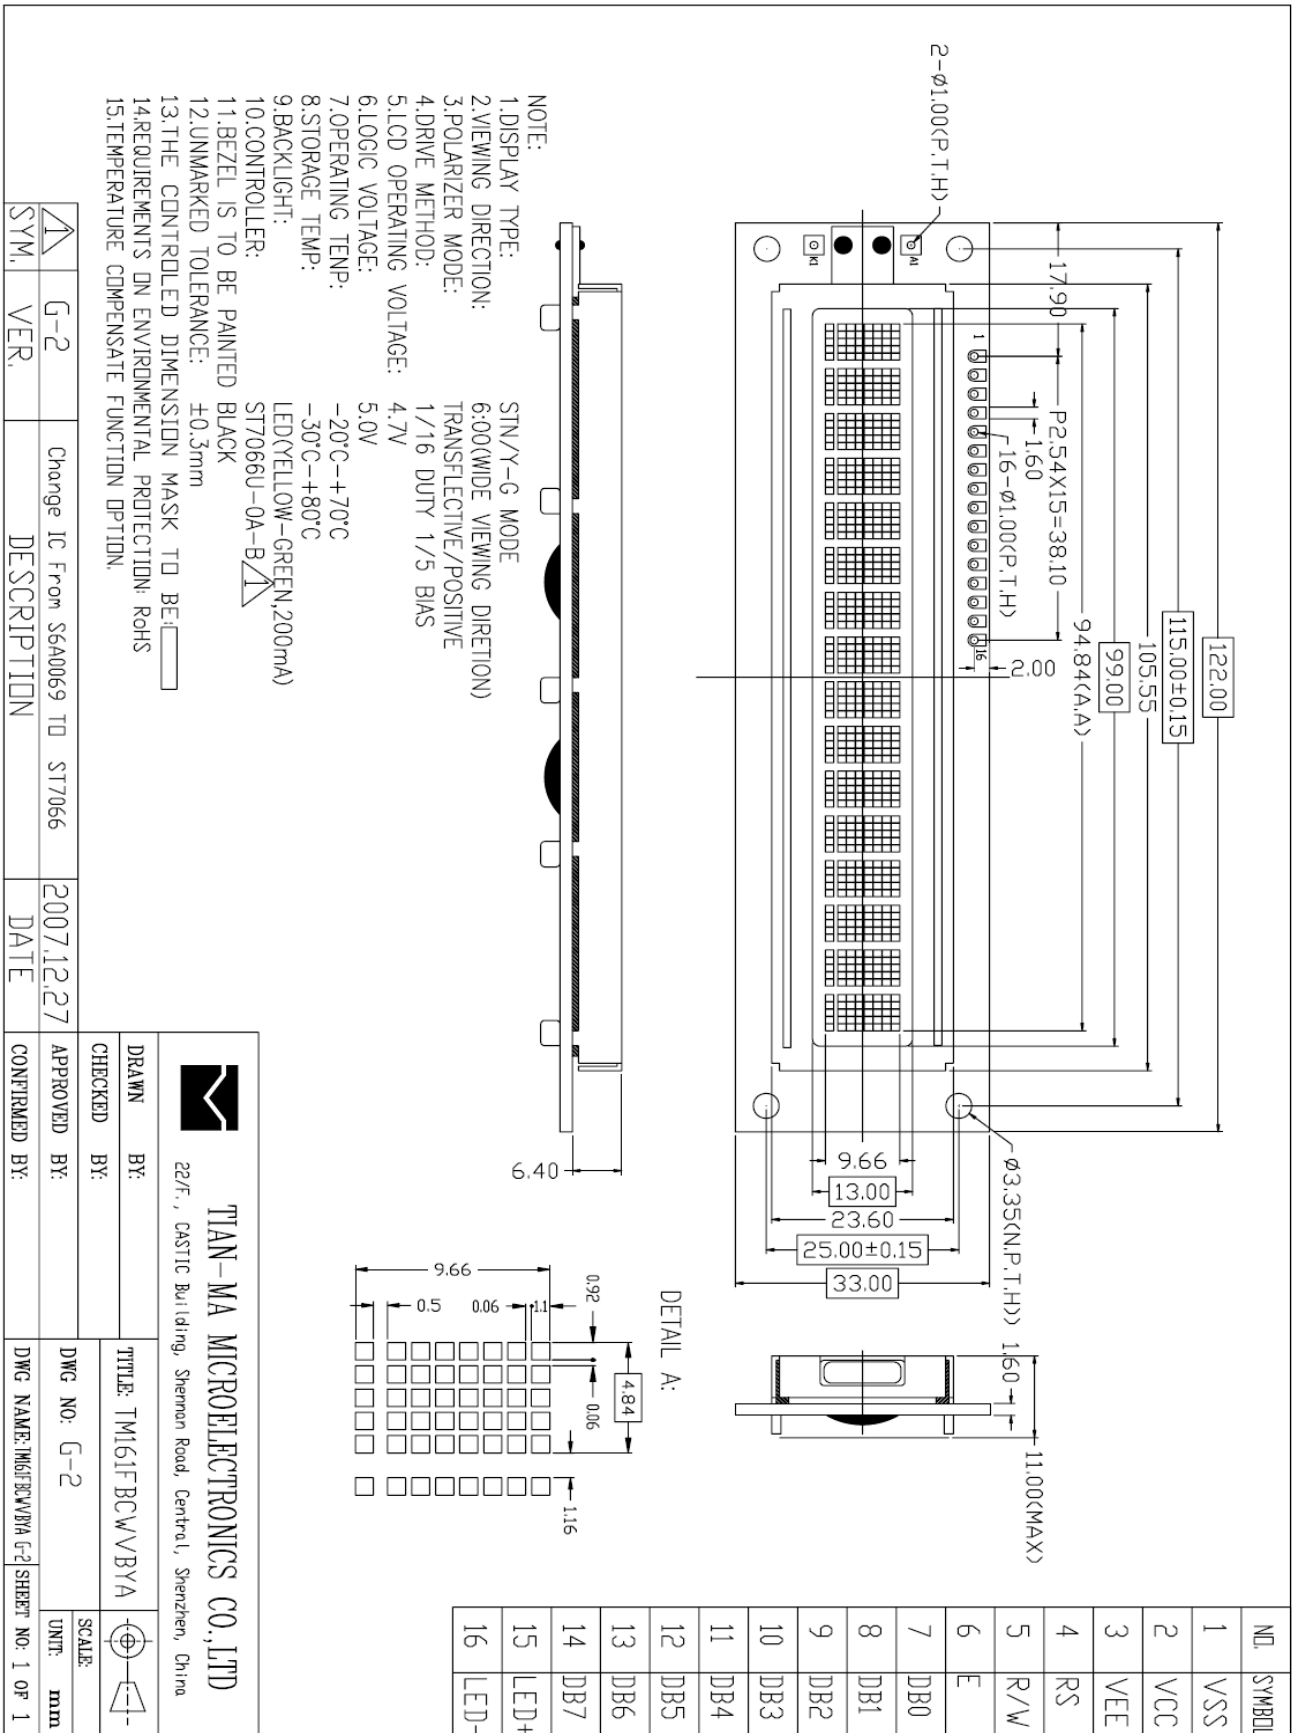 2-Ø1.00(P.T.H)
A1
K1
122.00
115.00±0.15
105.55
99.00
94.84(A.A)
17.90
P2.54X15=38.10
1.60
16-Ø1.00(P.T.H)
1
16
2.00
Ø3.35(N.P.T.H))
9.66
13.00
23.60
25.00±0.15
33.00
1.60
11.00(MAX)
6.40
DETAIL A:
4.84
0.92
0.06
9.66
0.5
0.06
1.1
1.16
NOTE:
1.DISPLAY TYPE: STN/Y-G MODE
2.VIEWING DIRECTION: 6:00(WIDE VIEWING DIRETION)
3.POLARIZER MODE: TRANSFLECTIVE/POSITIVE
4.DRIVE METHOD: 1/16 DUTY 1/5 BIAS
5.LCD OPERATING VOLTAGE: 4.7V
6.LOGIC VOLTAGE: 5.0V
7.OPERATING TENP: -20°C-+70°C
8.STORAGE TEMP: -30°C-+80°C
9.BACKLIGHT: LED(YELLOW-GREEN,200mA)
10.CONTROLLER: ST7066U-0A-B 1
11.BEZEL IS TO BE PAINTED BLACK
12.UNMARKED TOLERANCE: ±0.3mm
13.THE CONTROLED DIMENSION MASK TO BE:
14.REQUIREMENTS ON ENVIRONMENTAL PROTECTION: RoHS
15.TEMPERATURE COMPENSATE FUNCTION OPTION.
NO. SYMBOL
1 VSS
2 VCC
3 VEE
4 RS
5 R/W
6 E
7 DB0
8 DB1
9 DB2
10 DB3
11 DB4
12 DB5
13 DB6
14 DB7
15 LED+
16 LED-
1 G-2 Change IC From S6A0069 TO ST7066 2007.12.27
SYM. VER. DESCRIPTION DATE
TIAN-MA MICROELECTRONICS CO.,LTD
22/F., CASTIC Building, Shennan Road, Central, Shenzhen, China
DRAWN BY:
CHECKED BY:
APPROVED BY:
CONFIRMED BY:
TITLE: TM161FBCWVBYA
DWG NO: G-2
DWG NAME:TM161FBCWVBYA G-2
SCALE:
UNIT: mm
SHEET NO: 1 OF 1